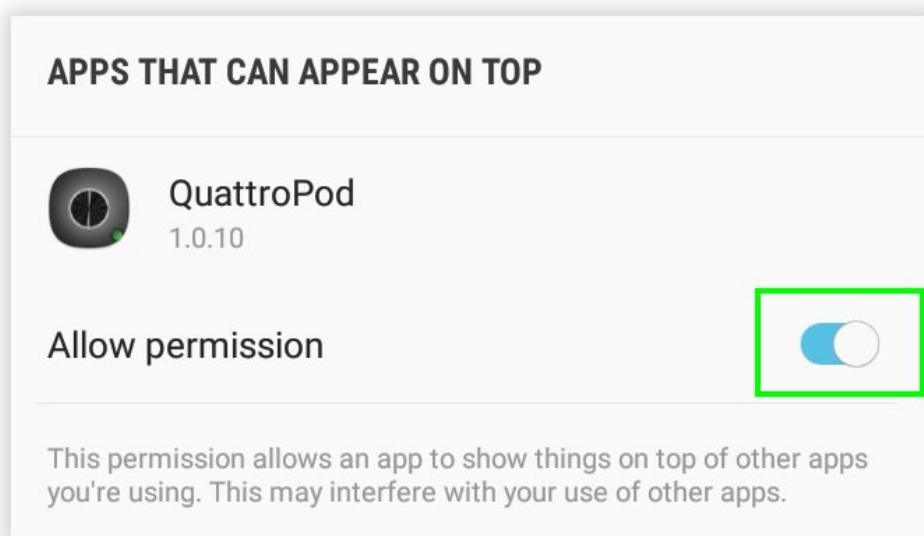 APPS THAT CAN APPEAR ON TOP
QuattroPod
1.0.10
Allow permission
This permission allows an app to show things on top of other apps
you're using. This may interfere with your use of other apps.